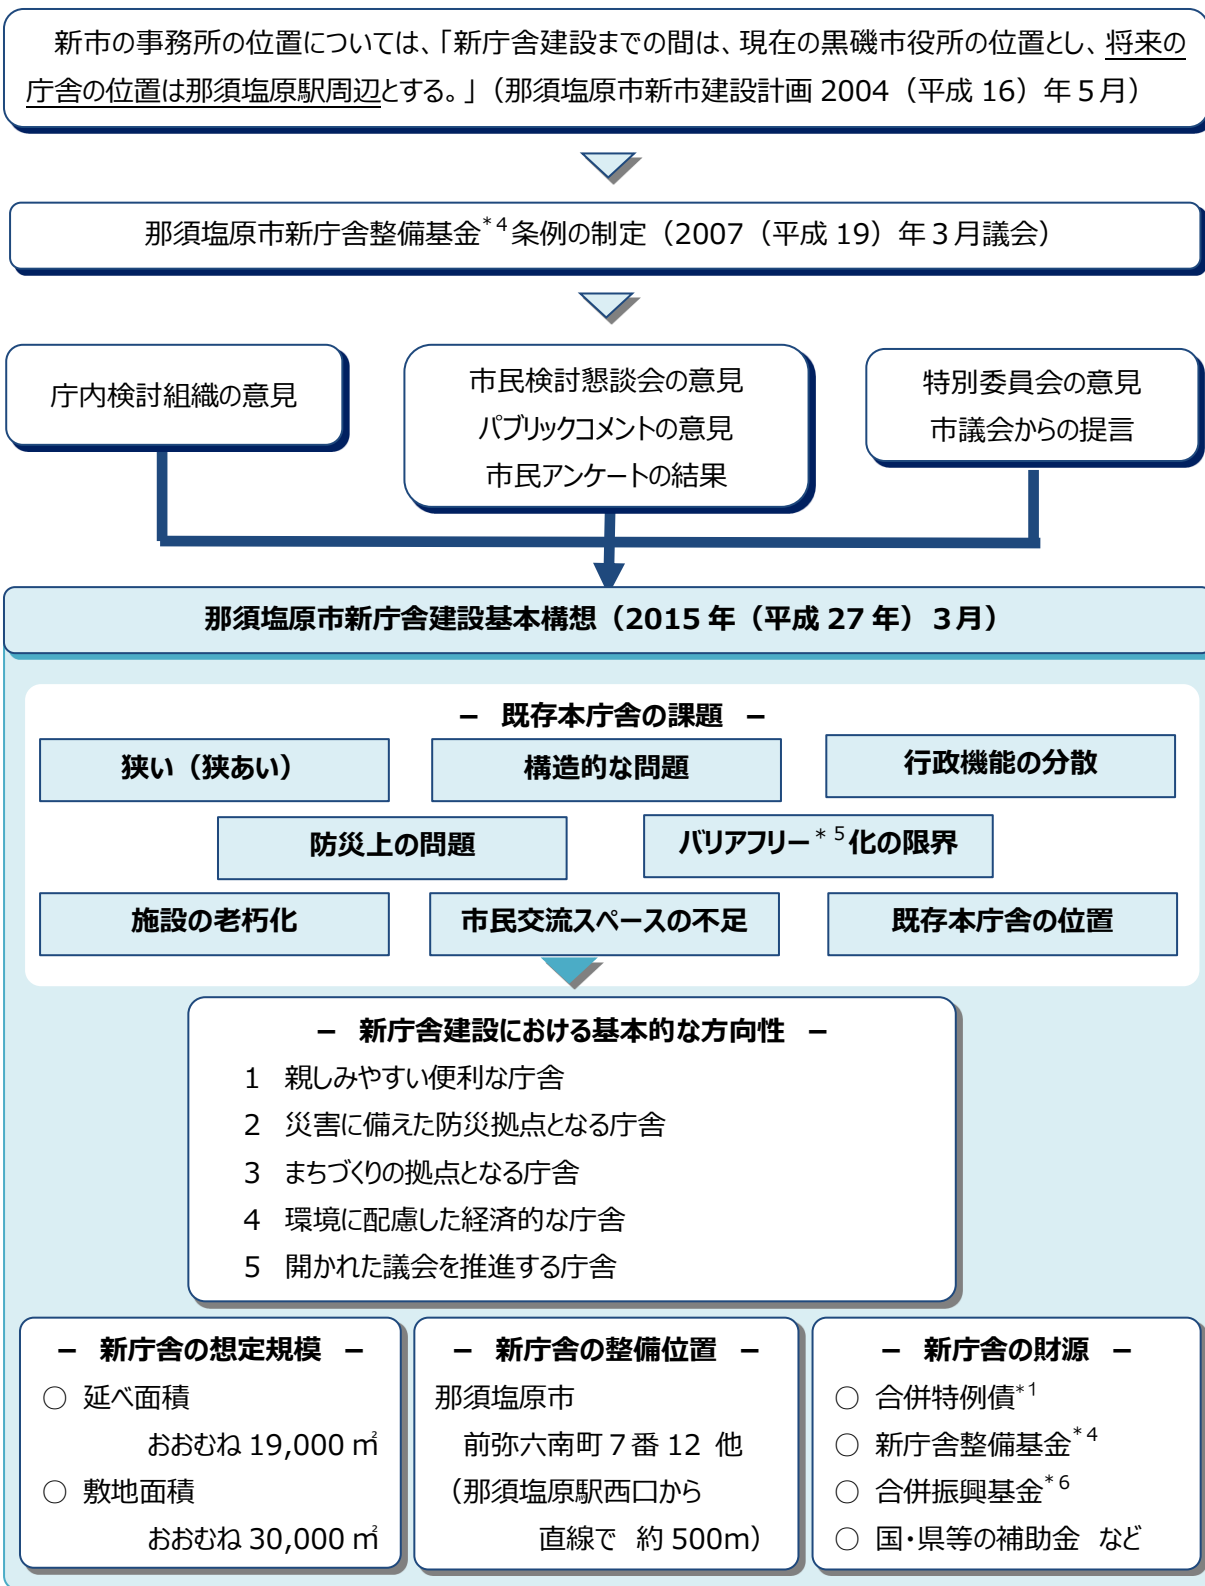 新市の事務所の位置については、「新庁舎建設までの間は、現在の黒磯市役所の位置とし、将来の
庁舎の位置は那須塩原駅周辺とする。」（那須塩原市新市建設計画 2004（平成 16）年５月）
那須塩原市新庁舎整備基金*4条例の制定（2007（平成 19）年３月議会）
庁内検討組織の意見
市民検討懇談会の意見
パブリックコメントの意見
市民アンケートの結果
特別委員会の意見
市議会からの提言
那須塩原市新庁舎建設基本構想（2015 年（平成 27 年）３月）
－ 既存本庁舎の課題 －
狭い（狭あい）
構造的な問題
行政機能の分散
防災上の問題
バリアフリー*5化の限界
施設の老朽化
市民交流スペースの不足
既存本庁舎の位置
－ 新庁舎建設における基本的な方向性 －
1 親しみやすい便利な庁舎
2 災害に備えた防災拠点となる庁舎
3 まちづくりの拠点となる庁舎
4 環境に配慮した経済的な庁舎
5 開かれた議会を推進する庁舎
－ 新庁舎の想定規模 －
○ 延べ面積
おおむね 19,000 ㎡
○ 敷地面積
おおむね 30,000 ㎡
－ 新庁舎の整備位置 －
那須塩原市
前弥六南町７番 12 他
（那須塩原駅西口から
直線で 約 500m）
－ 新庁舎の財源 －
○ 合併特例債*1
○ 新庁舎整備基金*4
○ 合併振興基金*6
○ 国・県等の補助金 など